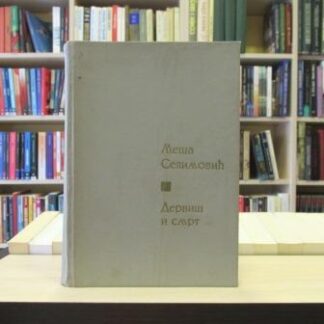 Меша
Селимовић
Дервиш
и смрт